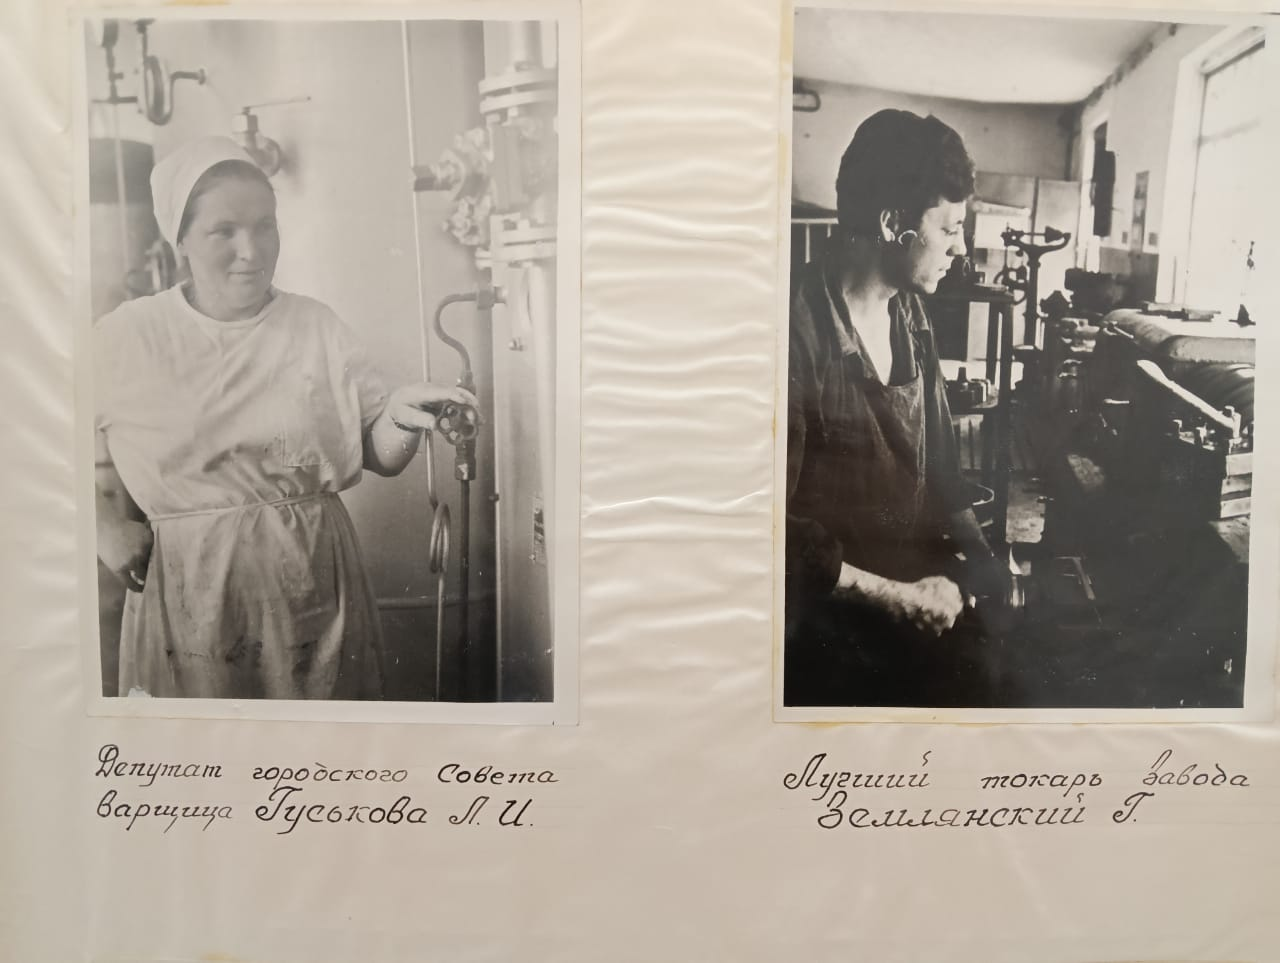 Депутат городского Совета
варщица Гуськова Л. И.
Лучший токарь завода
Землянский Г.